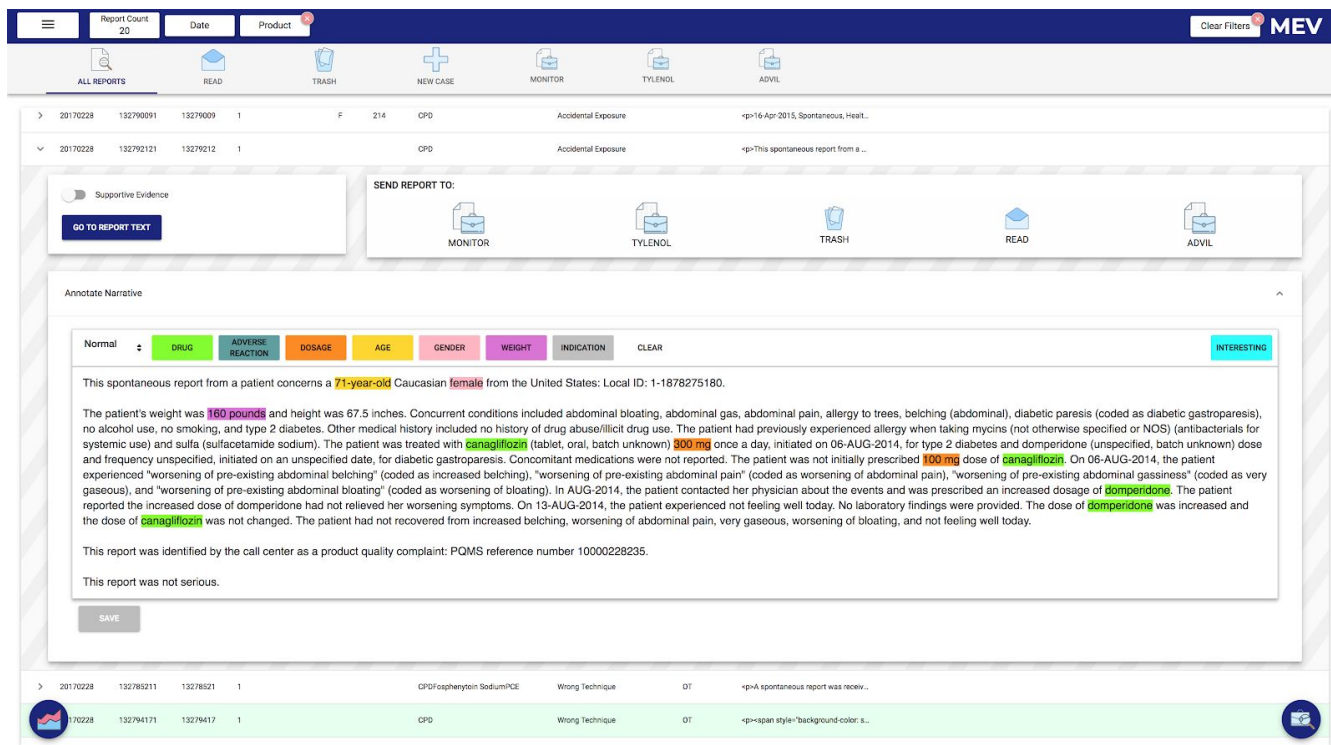 Report Count
20
Date
Product
Clear Filters
MEV
ALL REPORTS
READ
TRASH
NEW CASE
MONITOR
TYLENOL
ADVIL
20170228 132790091 13279009 1 F 214 CPD Accidental Exposure <p>16-Apr-2015, Spontaneous, Healt...
20170228 132792121 13279212 1 CPD Accidental Exposure <p>This spontaneous report from a ...
Supportive Evidence
GO TO REPORT TEXT
SEND REPORT TO:
MONITOR
TYLENOL
TRASH
READ
ADVIL
Annotate Narrative
Normal
DRUG
ADVERSE
REACTION
DOSAGE
AGE
GENDER
WEIGHT
INDICATION
CLEAR
INTERESTING
This spontaneous report from a patient concerns a 71-year-old Caucasian female from the United States: Local ID: 1-1878275180.
The patient's weight was 160 pounds and height was 67.5 inches. Concurrent conditions included abdominal bloating, abdominal gas, abdominal pain, allergy to trees, belching (abdominal), diabetic paresis (coded as diabetic gastroparesis),
no alcohol use, no smoking, and type 2 diabetes. Other medical history included no history of drug abuse/illicit drug use. The patient had previously experienced allergy when taking mycins (not otherwise specified or NOS) (antibacterials for
systemic use) and sulfa (sulfacetamide sodium). The patient was treated with canagliflozin (tablet, oral, batch unknown) 300 mg once a day, initiated on 06-AUG-2014, for type 2 diabetes and domperidone (unspecified, batch unknown) dose
and frequency unspecified, initiated on an unspecified date, for diabetic gastroparesis. Concomitant medications were not reported. The patient was not initially prescribed 100 mg dose of canagliflozin. On 06-AUG-2014, the patient
experienced "worsening of pre-existing abdominal belching" (coded as increased belching), "worsening of pre-existing abdominal pain" (coded as worsening of abdominal pain), "worsening of pre-existing abdominal gassiness" (coded as very
gaseous), and "worsening of pre-existing abdominal bloating" (coded as worsening of bloating). In AUG-2014, the patient contacted her physician about the events and was prescribed an increased dosage of domperidone. The patient
reported the increased dose of domperidone had not relieved her worsening symptoms. On 13-AUG-2014, the patient experienced not feeling well today. No laboratory findings were provided. The dose of domperidone was increased and
the dose of canagliflozin was not changed. The patient had not recovered from increased belching, worsening of abdominal pain, very gaseous, worsening of bloating, and not feeling well today.
This report was identified by the call center as a product quality complaint: PQMS reference number 10000228235.
This report was not serious.
SAVE
20170228 132785211 13278521 1 CPDFosphenytoin SodiumPCE Wrong Technique OT <p>A spontaneous report was receiv...
170228 132794171 13279417 1 CPD Wrong Technique OT <p><span style="background-color: s...